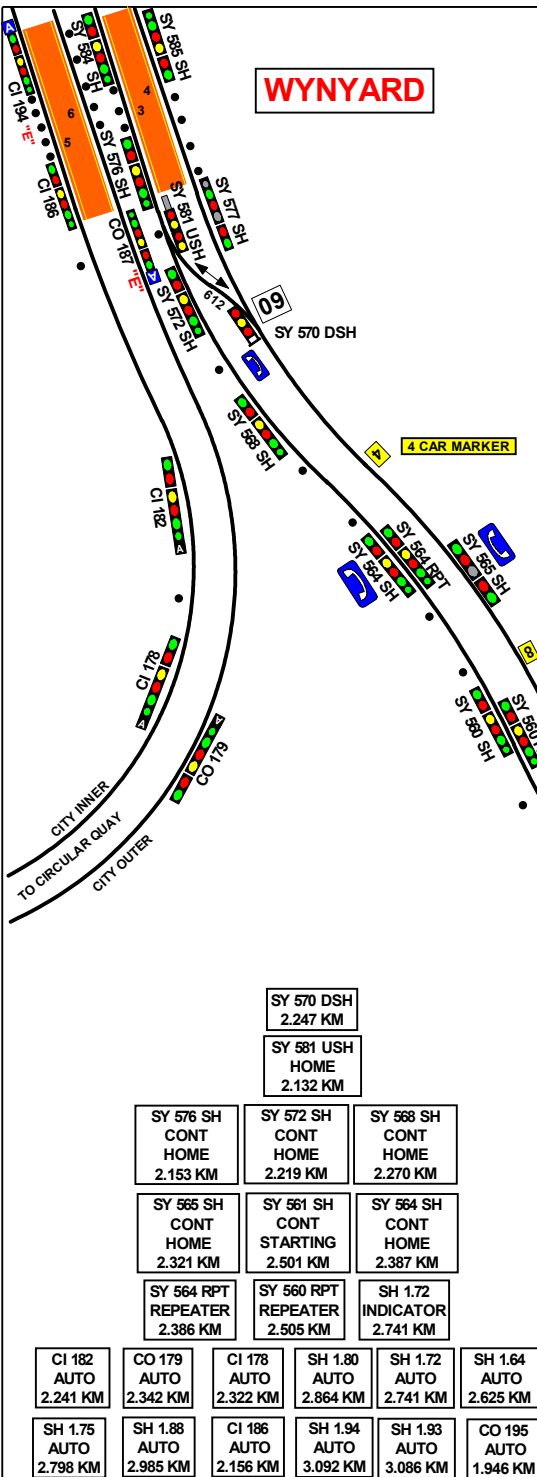 WYNYARD
A
CI 194 "E"
6
5
CI 186
SY 584 SH
SY 585 SH
4
3
SY 576 SH
CO 187 "E"
A
SY 581 USH
SY 577 SH
SY 572 SH
612
09
SY 570 DSH
SY 568 SH
4
4 CAR MARKER
CI 182
A
SY 564 RPT
SY 564 SH
SY 565 SH
8
CI 178
A
SY 560 SH
CO 179
A
CITY INNER
TO CIRCULAR QUAY
CITY OUTER
SY 570 DSH
2.247 KM
SY 581 USH
HOME
2.132 KM
SY 576 SH
CONT
HOME
2.153 KM
SY 572 SH
CONT
HOME
2.219 KM
SY 568 SH
CONT
HOME
2.270 KM
SY 565 SH
CONT
HOME
2.321 KM
SY 561 SH
CONT
STARTING
2.501 KM
SY 564 SH
CONT
HOME
2.387 KM
SY 564 RPT
REPEATER
2.386 KM
SY 560 RPT
REPEATER
2.505 KM
SH 1.72
INDICATOR
2.741 KM
CI 182
AUTO
2.241 KM
CO 179
AUTO
2.342 KM
CI 178
AUTO
2.322 KM
SH 1.80
AUTO
2.864 KM
SH 1.72
AUTO
2.741 KM
SH 1.64
AUTO
2.625 KM
SH 1.75
AUTO
2.798 KM
SH 1.88
AUTO
2.985 KM
CI 186
AUTO
2.156 KM
SH 1.94
AUTO
3.092 KM
SH 1.93
AUTO
3.086 KM
CO 195
AUTO
1.946 KM